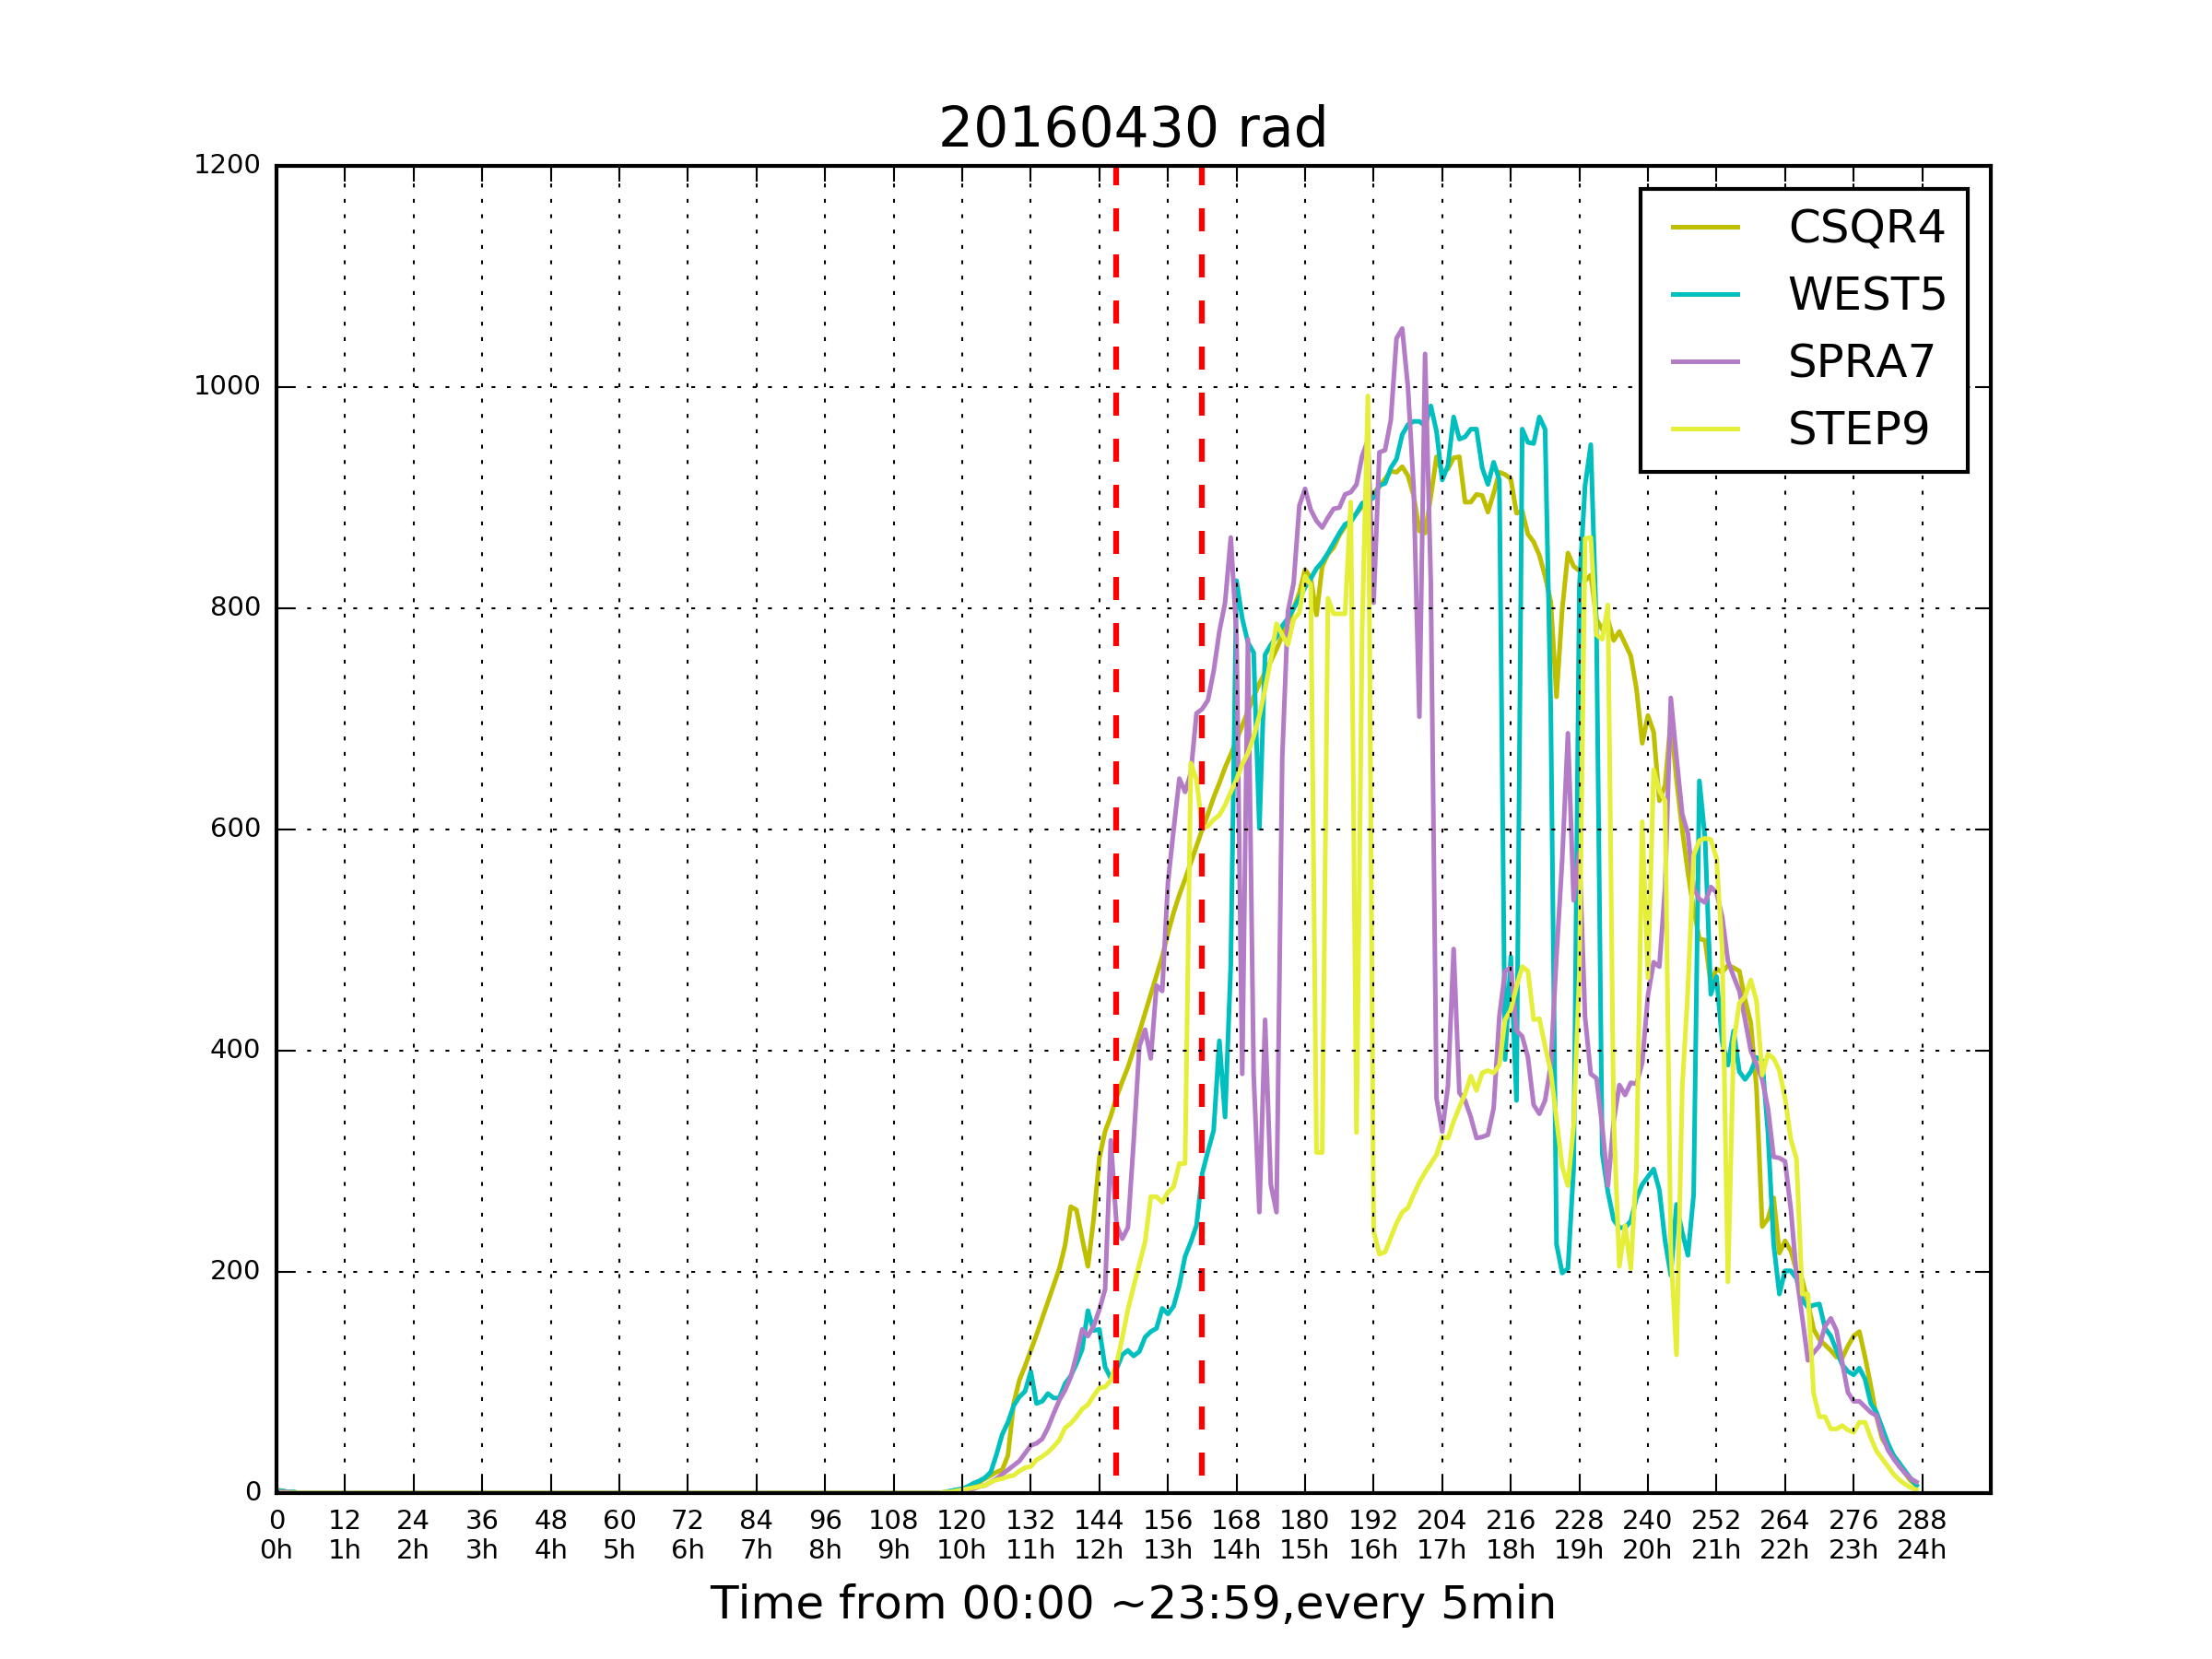 20160430 rad
1200
1000
800
600
400
200
0
CSQR4
WEST5
SPRA7
STEP9
0 12 24 36 48 60 72 84 96 108 120 132 144 156 168 180 192 204 216 228 240 252 264 276 288
0h 1h 2h 3h 4h 5h 6h 7h 8h 9h 10h 11h 12h 13h 14h 15h 16h 17h 18h 19h 20h 21h 22h 23h 24h
Time from 00:00 ~23:59,every 5min